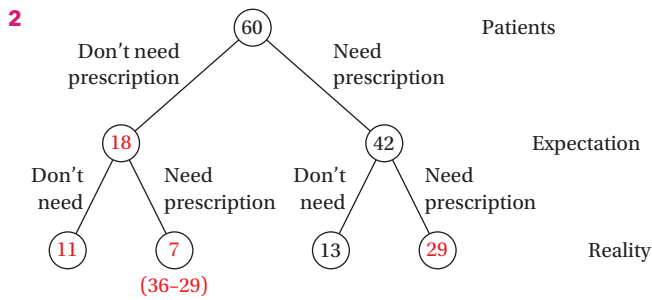 2
60
Patients
Don't need
prescription
Need
prescription
18
42
Expectation
Don't
need
Need
prescription
Don't
need
Need
prescription
11
7
13
29
Reality
(36–29)